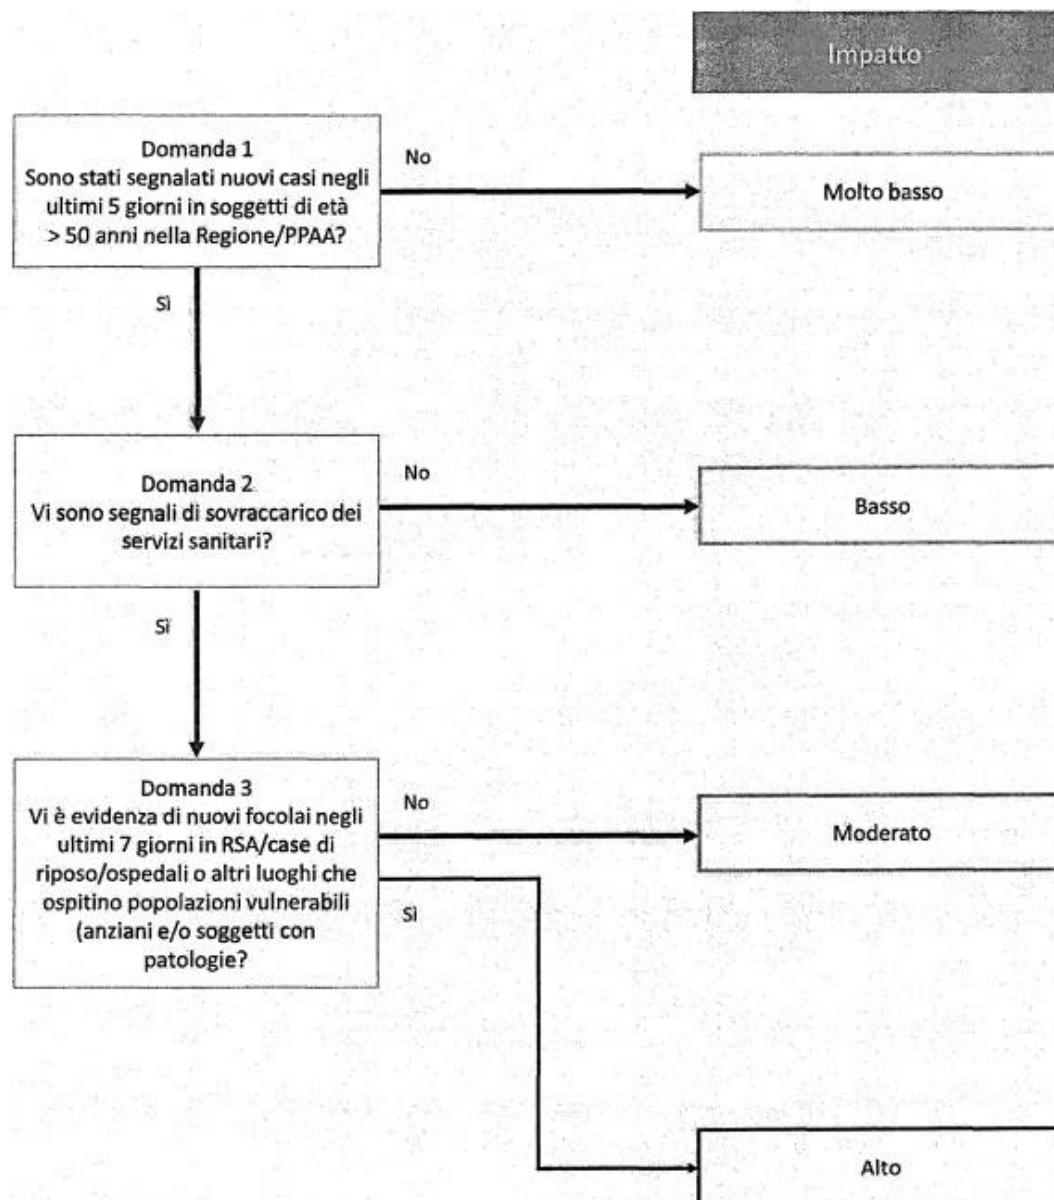 Impatto
Domanda 1
Sono stati segnalati nuovi casi negli
ultimi 5 giorni in soggetti di età
> 50 anni nella Regione/PPAA?
No
Molto basso
Sì
Domanda 2
Vi sono segnali di sovraccarico dei
servizi sanitari?
No
Basso
Sì
Domanda 3
Vi è evidenza di nuovi focolai negli
ultimi 7 giorni in RSA/case di
riposo/ospedali o altri luoghi che
ospitino popolazioni vulnerabili
(anziani e/o soggetti con
patologie?
No
Moderato
Sì
Alto